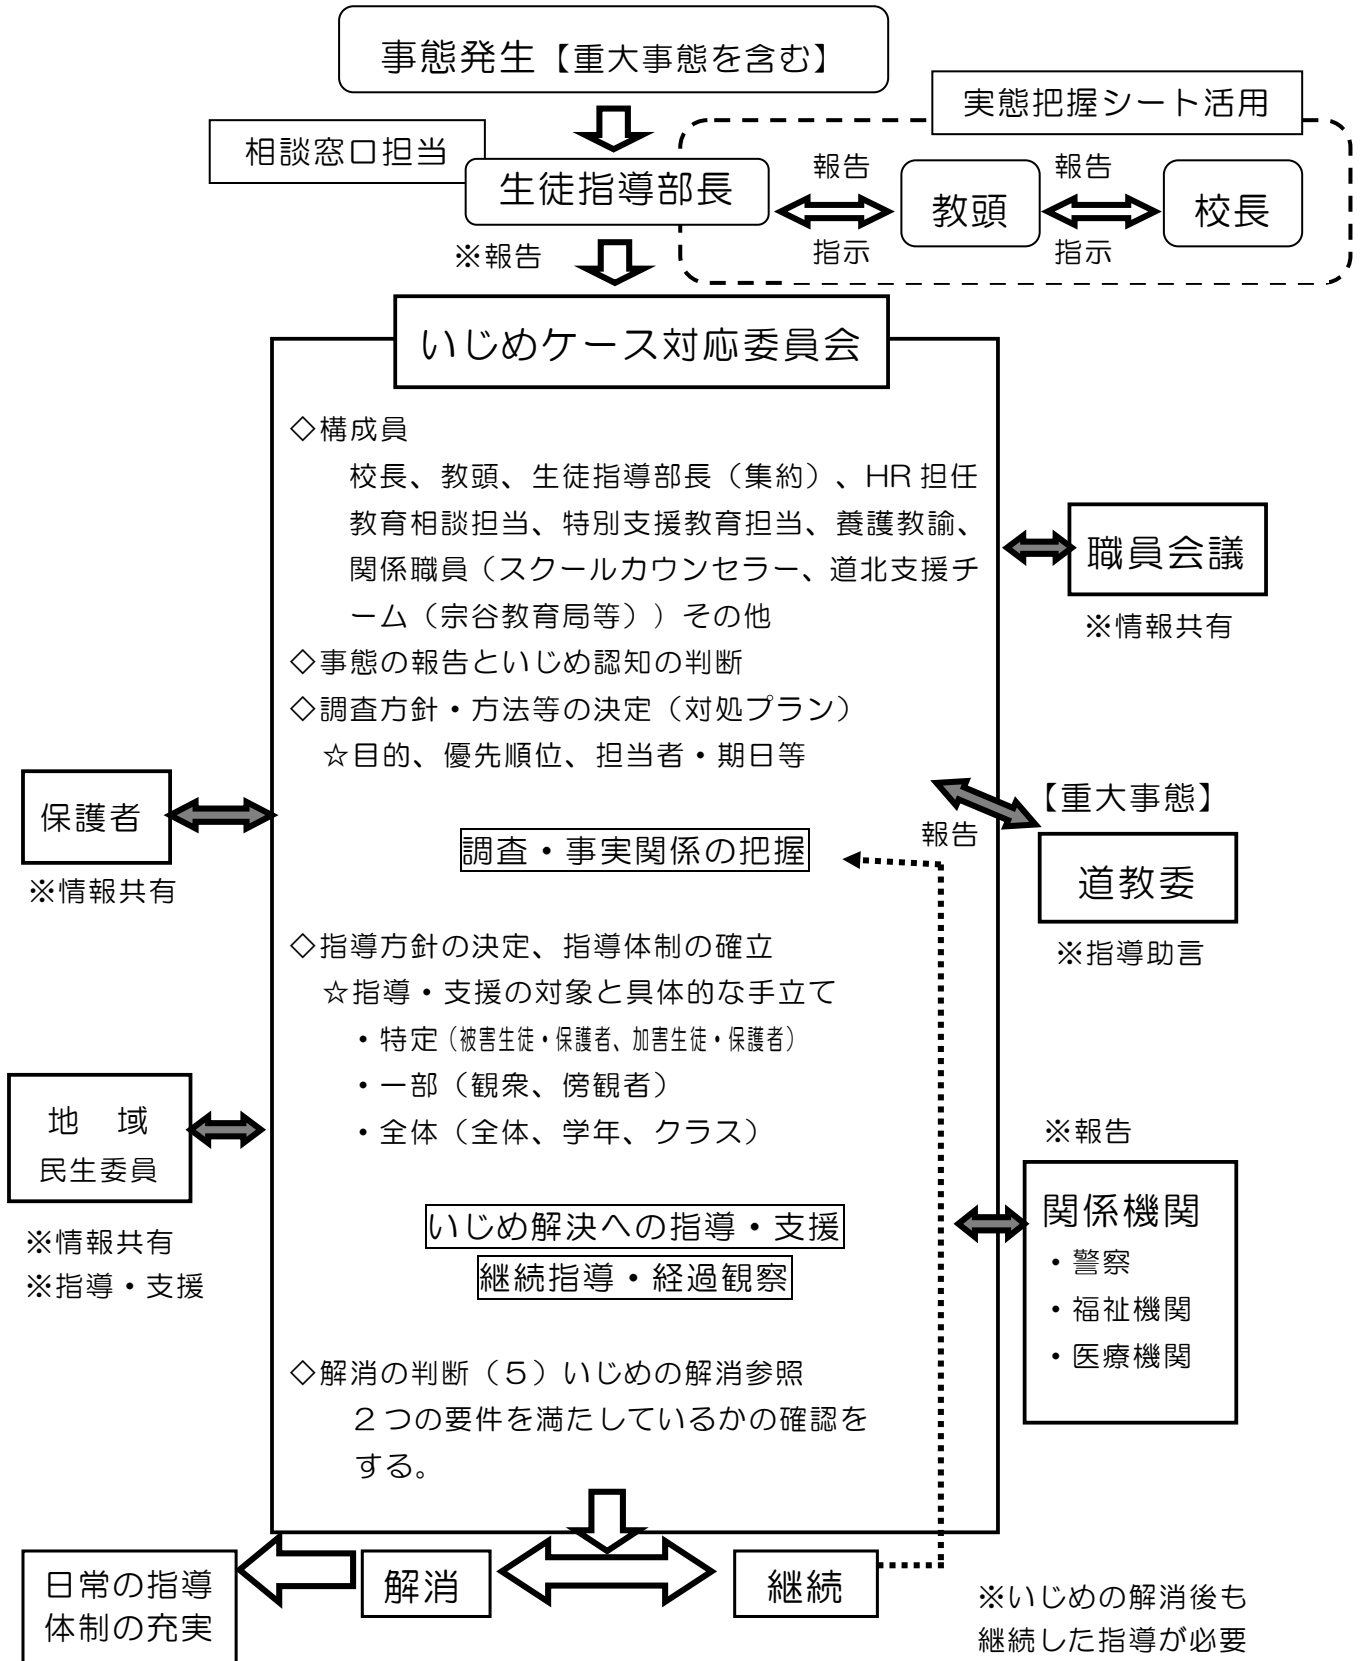 事態発生【重大事態を含む】
実態把握シート活用
相談窓口担当
生徒指導部長
報告
指示
教頭
報告
指示
校長
※報告
いじめケース対応委員会
◇構成員
校長、教頭、生徒指導部長（集約）、HR担任
教育相談担当、特別支援教育担当、養護教諭、
関係職員（スクールカウンセラー、道北支援チ
ーム（宗谷教育局等））その他
◇事態の報告といじめ認知の判断
◇調査方針・方法等の決定（対処プラン）
☆目的、優先順位、担当者・期日等
調査・事実関係の把握
◇指導方針の決定、指導体制の確立
☆指導・支援の対象と具体的な手立て
・特定（被害生徒・保護者、加害生徒・保護者）
・一部（観衆、傍観者）
・全体（全体、学年、クラス）
いじめ解決への指導・支援
継続指導・経過観察
◇解消の判断（５）いじめの解消参照
２つの要件を満たしているかの確認を
する。
職員会議
※情報共有
保護者
※情報共有
【重大事態】
報告
道教委
※指導助言
地　域
民生委員
※情報共有
※指導・支援
※報告
関係機関
・警察
・福祉機関
・医療機関
日常の指導
体制の充実
解消
継続
※いじめの解消後も
継続した指導が必要